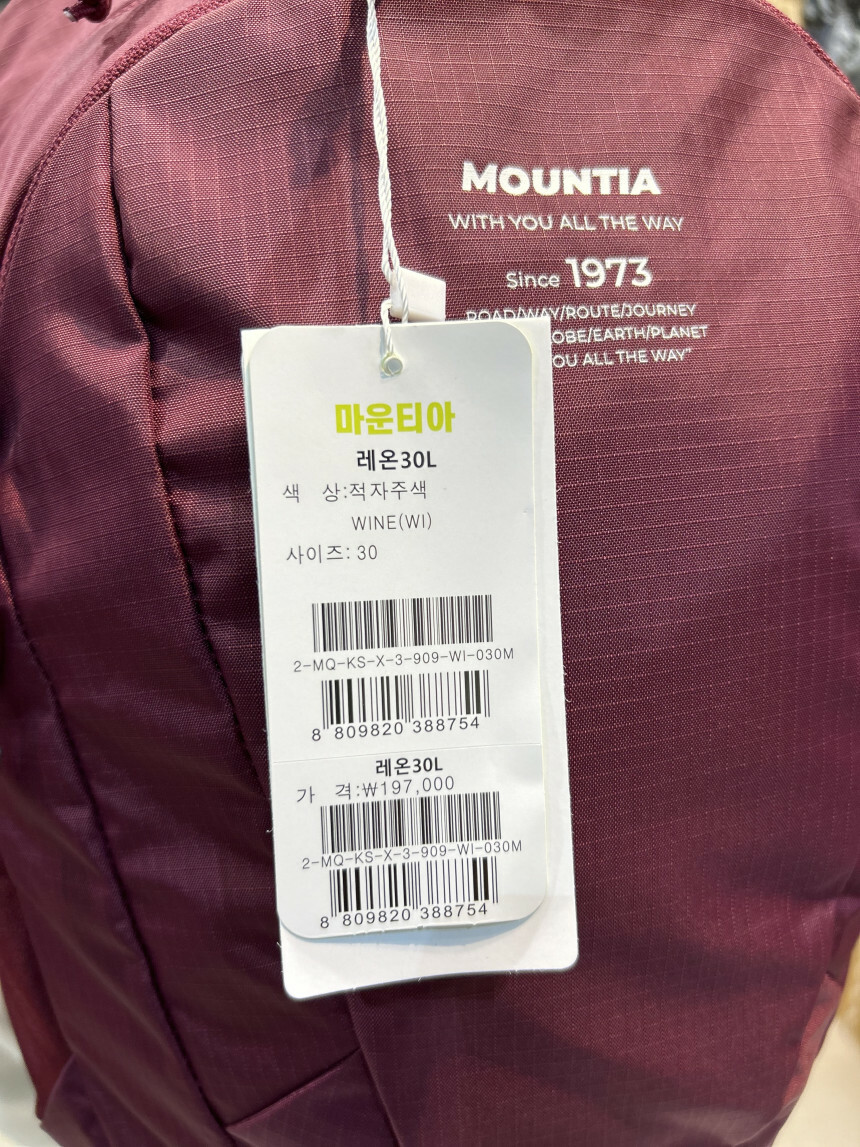 MOUNTIA
WITH YOU ALL THE WAY
Since 1973
ROAD/WAY/ROUTE/JOURNEY
OBE/EARTH/PLANET
OU ALL THE WAY"
마운티아
레온30L
색 상:적자주색
WINE(WI)
사이즈: 30
2-MQ-KS-X-3-909-WI-030M
8 809820 388754
레온30L
가 격:₩197,000
2-MQ-KS-X-3-909-WI-030M
8 809820 388754